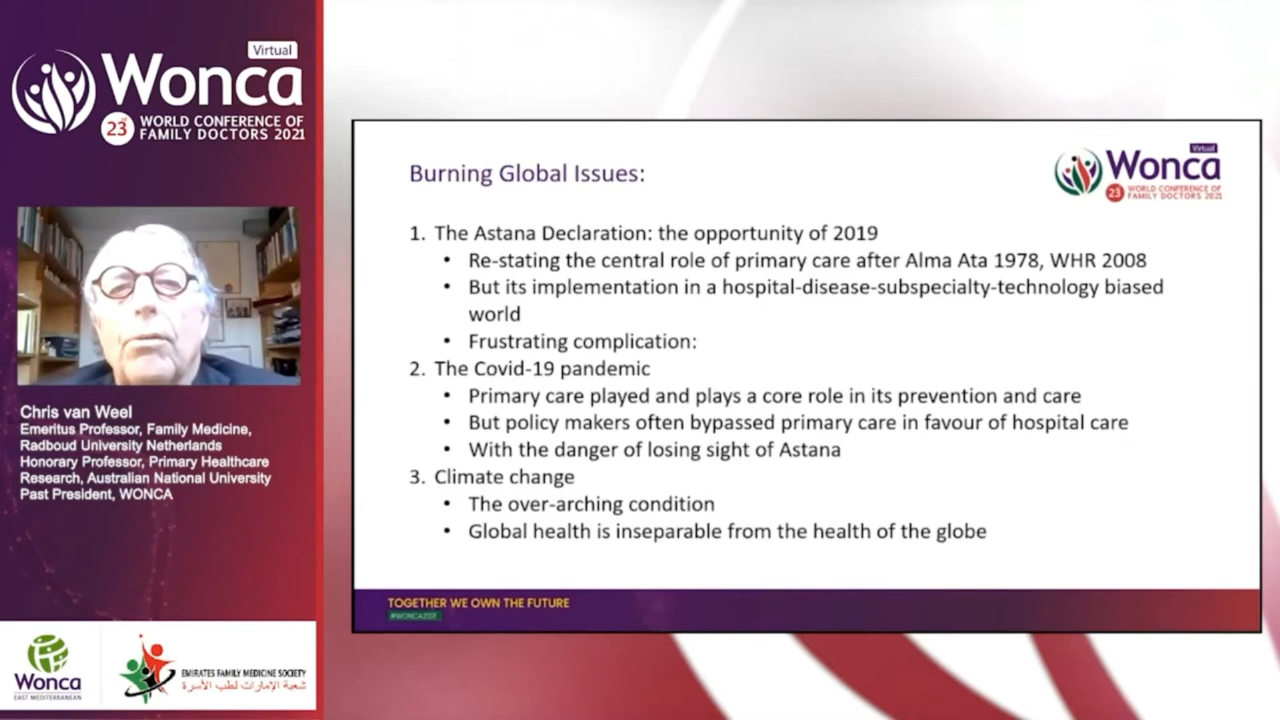 Virtual
Wonca
23rd WORLD CONFERENCE OF
FAMILY DOCTORS 2021
Chris van Weel
Emeritus Professor, Family Medicine,
Radboud University Netherlands
Honorary Professor, Primary Healthcare
Research, Australian National University
Past President, WONCA
Wonca
EAST MEDITERRANEAN
EMIRATES FAMILY MEDICINE SOCIETY
شعبة الإمارات لطب الأسرة
Burning Global Issues:
Virtual
Wonca
23 WORLD CONFERENCE OF
FAMILY DOCTORS 2021
1. The Astana Declaration: the opportunity of 2019
• Re-stating the central role of primary care after Alma Ata 1978, WHR 2008
• But its implementation in a hospital-disease-subspecialty-technology biased
world
• Frustrating complication:
2. The Covid-19 pandemic
• Primary care played and plays a core role in its prevention and care
• But policy makers often bypassed primary care in favour of hospital care
• With the danger of losing sight of Astana
3. Climate change
• The over-arching condition
• Global health is inseparable from the health of the globe
TOGETHER WE OWN THE FUTURE
#WONCA2021